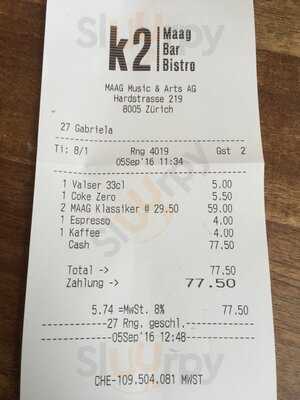 k2
Maag
Bar
Bistro
MAAG Music & Arts AG
Hardstrasse 219
8005 Zürich
27 Gabriela
Ti: 8/1 Rng 4019 Gst 2
05Sep'16 11:34
1 Valser 33cl 5.00
1 Coke Zero 5.50
2 MAAG Klassiker @ 29.50 59.00
1 Espresso 4.00
1 Kaffee 4.00
Cash 77.50
Total -> 77.50
Zahlung -> 77.50
5.74 =MwSt. 8% 77.50
27 Rng. geschl.
05Sep'16 12:48
CHE-109.504.081 MWST
Sluurpy
Sluurpy
Sluurpy